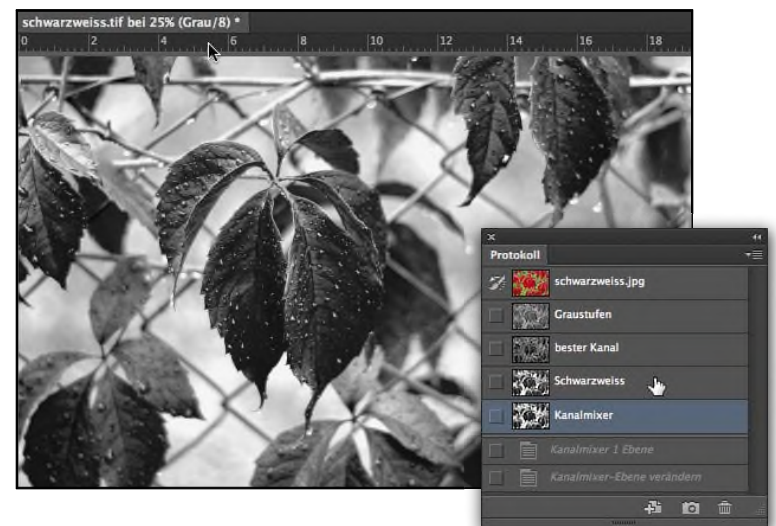 schwarzweiss.tif bei 25% (Grau/8) *
0 2 4 6 8 10 12 14 16 18
Protokoll
schwarzweiss.jpg
Graustufen
bester Kanal
Schwarzweiss
Kanalmixer
Kanalmixer 1 Ebene
Kanalmixer-Ebene verändern